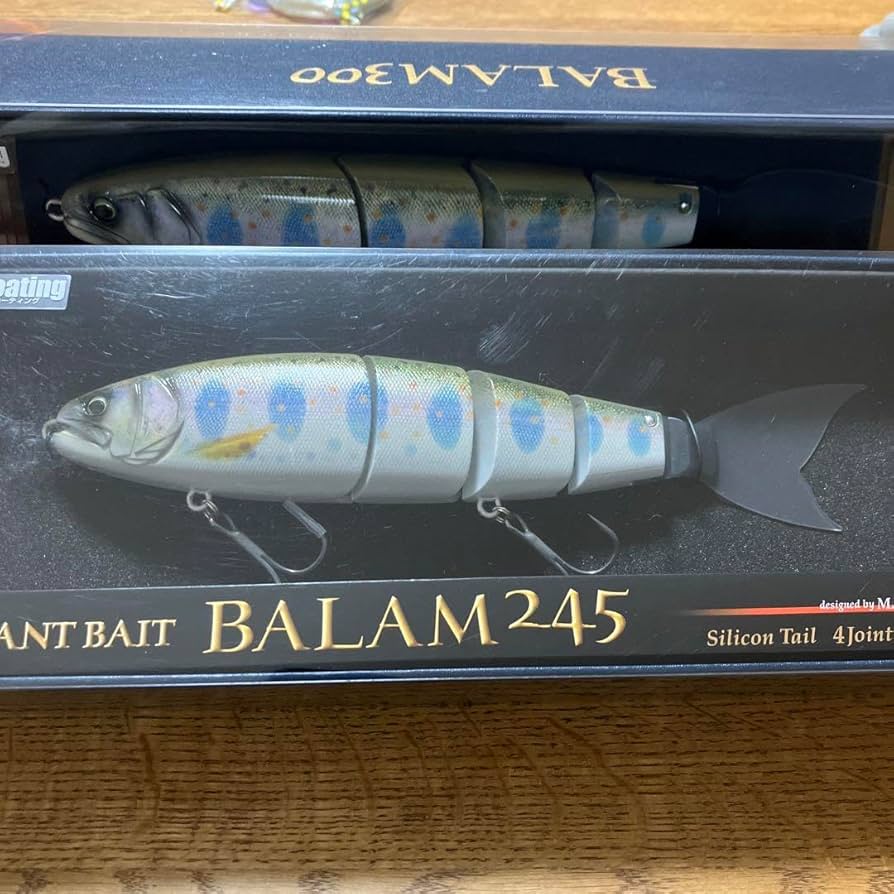 BALAM300
oating
ーティング
ANT BAIT BALAM245
designed by M
Silicon Tail 4Joint